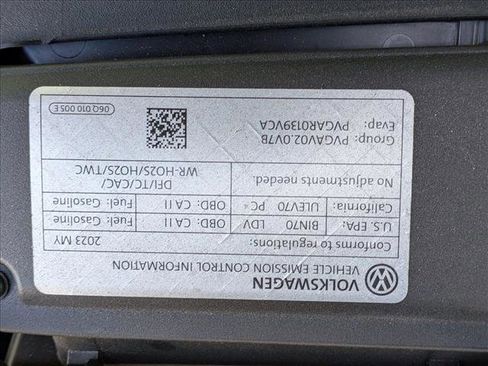 VOLKSWAGEN
VEHICLE EMISSION CONTROL INFORMATION
Conforms to regulations: 2023 MY
U.S. EPA: BIN70 LDV OBD: CA II Fuel: Gasoline
California: ULEV70 PC OBD: CA II Fuel: Gasoline
No adjustments needed. DFI/TC/CAC/
WR-HO2S/HO2S/TWC
Group: PVGAV02.0V7B
Evap: PVGAR0139VCA
06Q 010 005 E